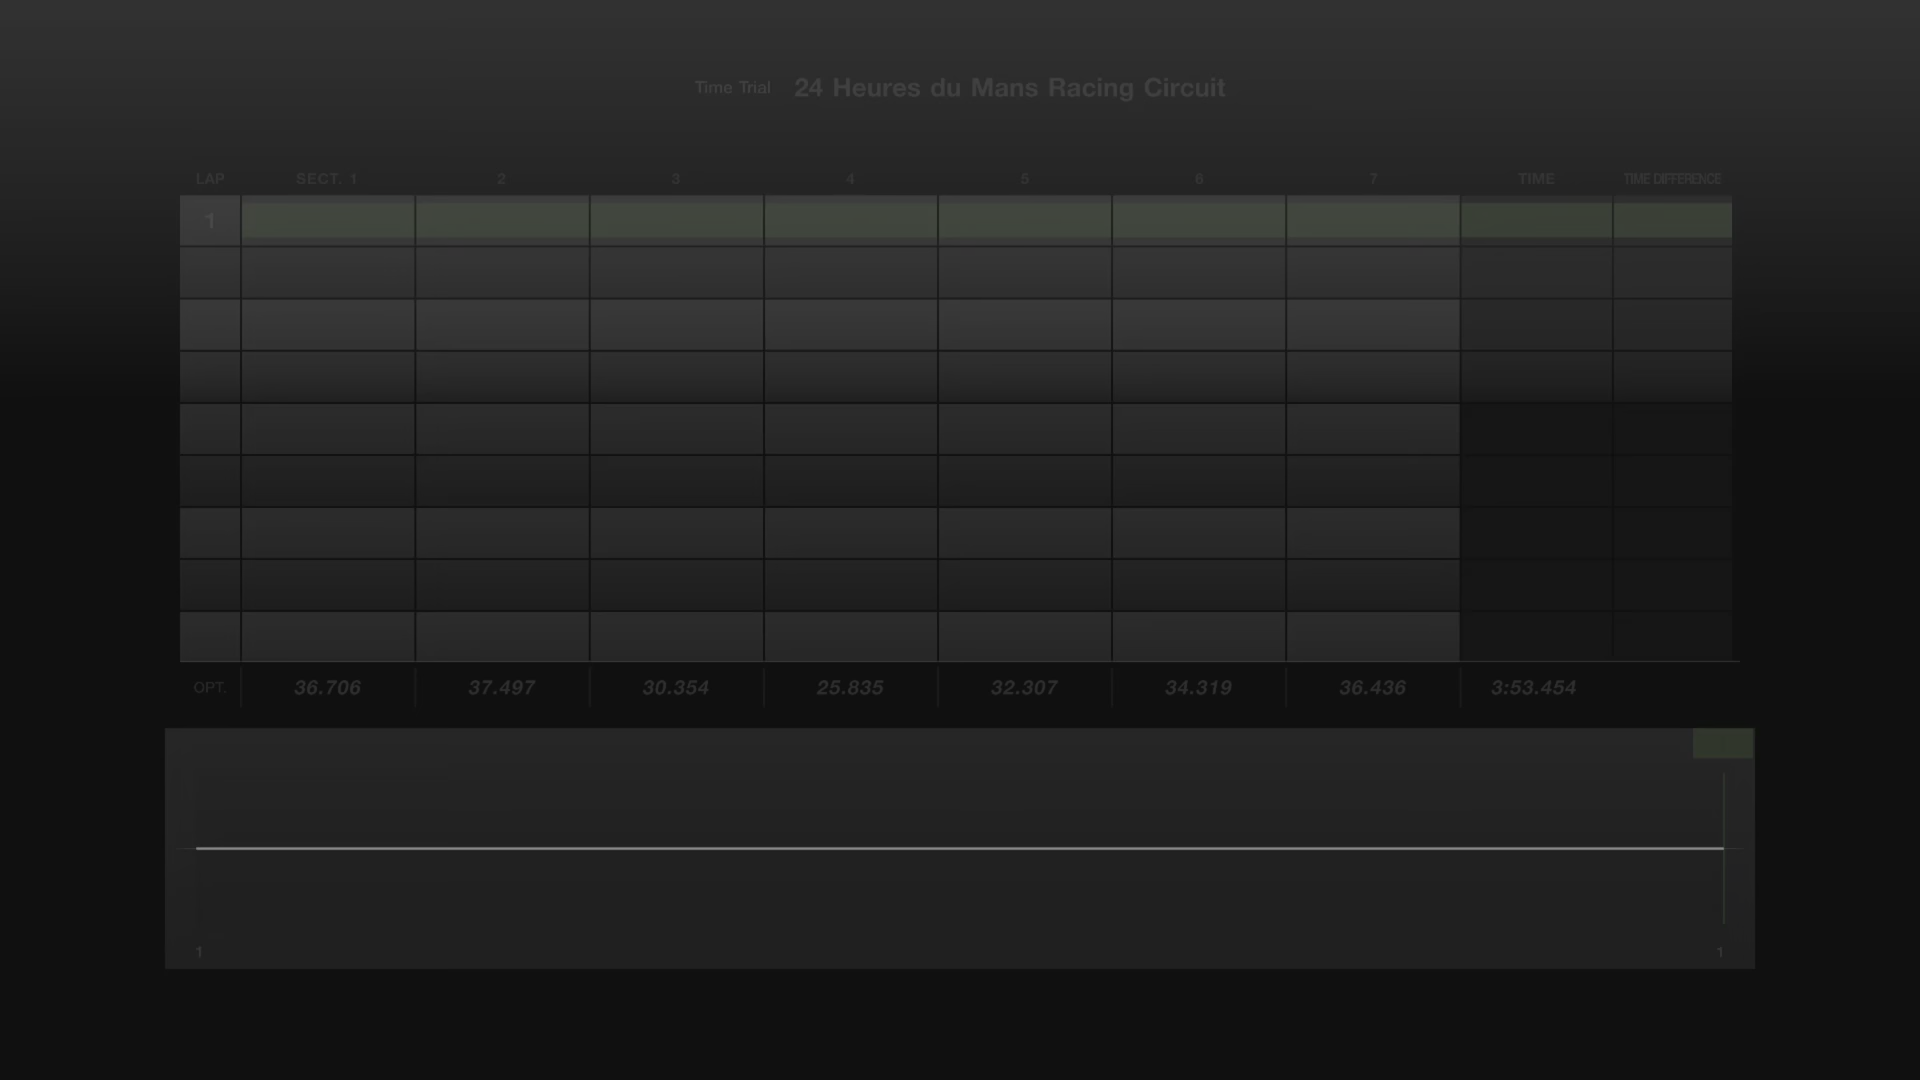 Time Trial 24 Heures du Mans Racing Circuit
LAP SECT. 1 2 3 4 5 6 7 TIME TIME DIFFERENCE
1
OPT. 36.706 37.497 30.354 25.835 32.307 34.319 36.436 3:53.454
1 1